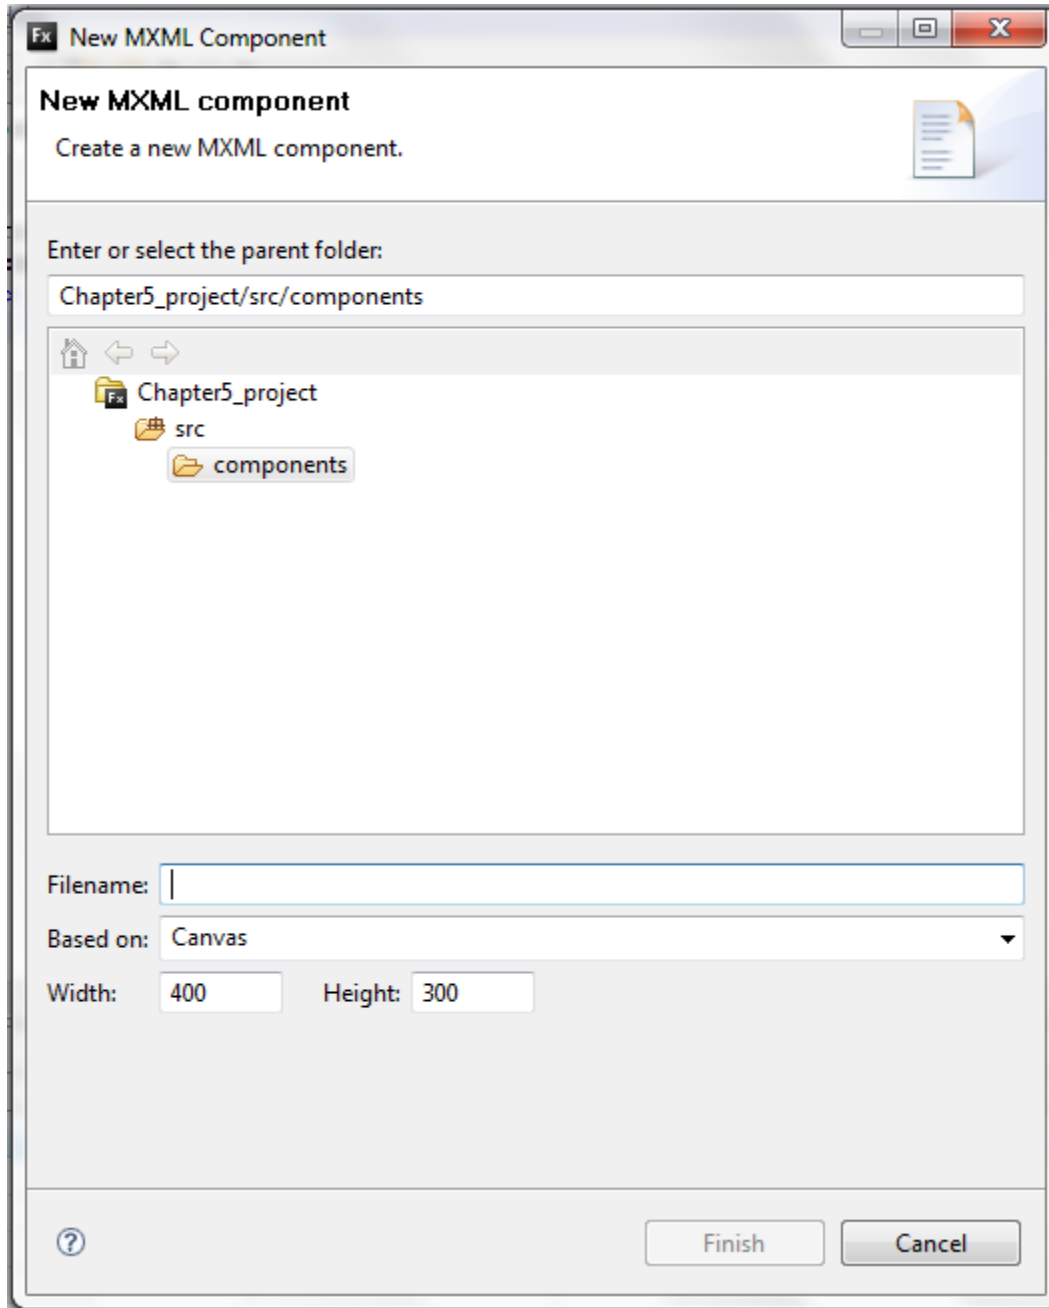 Fx New MXML Component
New MXML component
Create a new MXML component.
Enter or select the parent folder:
Chapter5_project/src/components
Fx Chapter5_project
src
components
Filename:
Based on: Canvas
Width: 400 Height: 300
? Finish Cancel